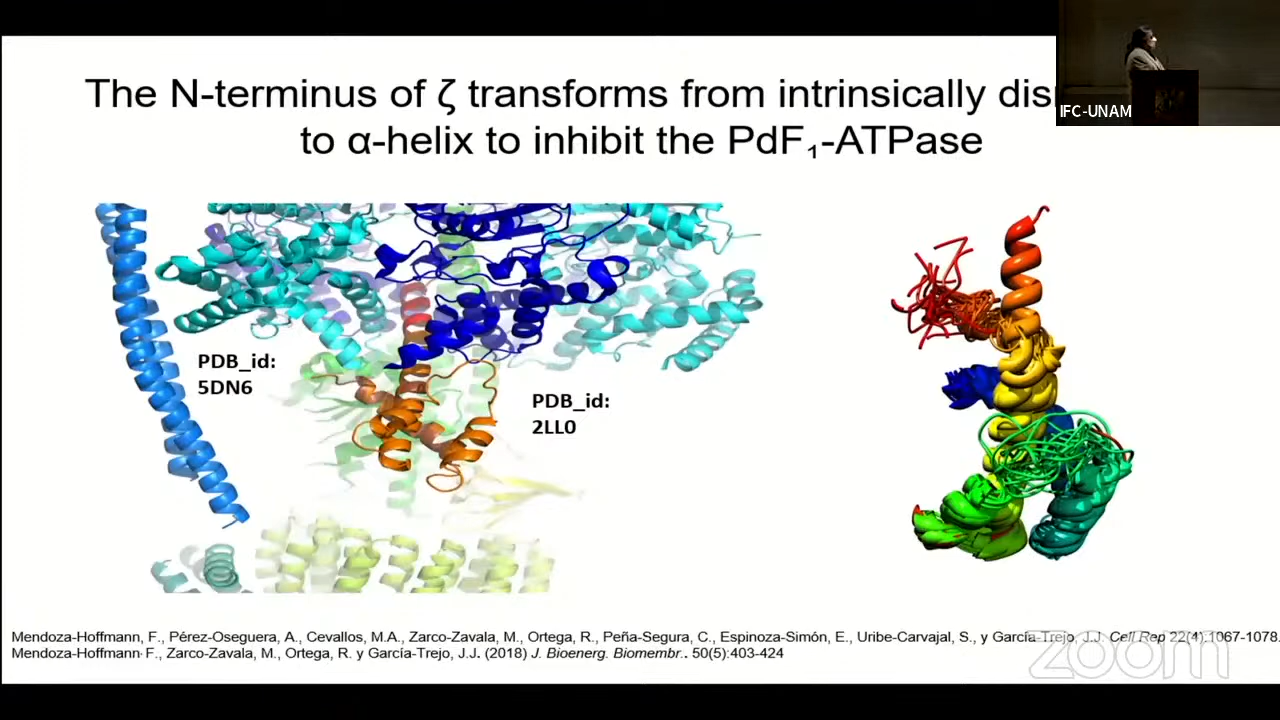 The N-terminus of ζ transforms from intrinsically
to α-helix to inhibit the PdF₁-ATPase
IFC-UNAM
PDB_id:
5DN6
PDB_id:
2LL0
Mendoza-Hoffmann, F., Pérez-Oseguera, A., Cevallos, M.A., Zarco-Zavala, M., Ortega, R., Peña-Segura, C., Espinoza-Simón, E., Uribe-Carvajal, S., y García-Trejo, J.J. Cell Rep 22(4):1067-1078.
Mendoza-Hoffmann F., Zarco-Zavala, M., Ortega, R. y García-Trejo, J.J. (2018) J. Bioenerg. Biomembr.. 50(5):403-424
zoom